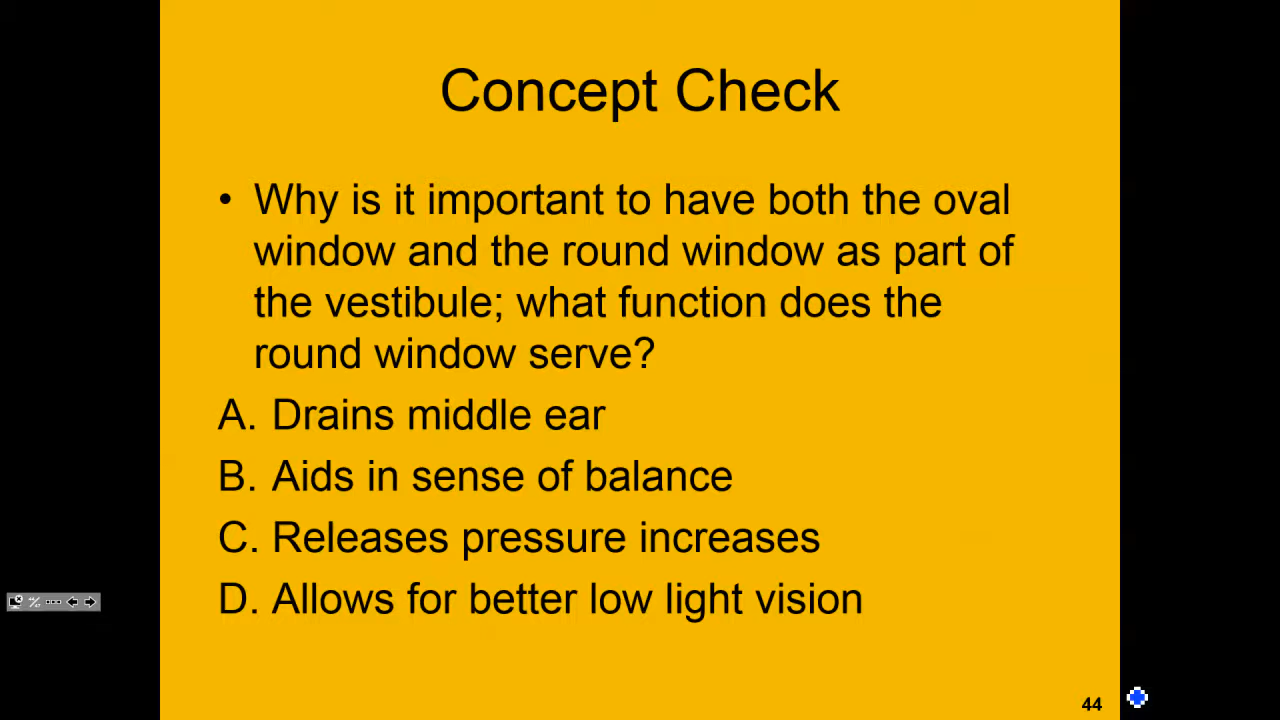 Concept Check
• Why is it important to have both the oval
window and the round window as part of
the vestibule; what function does the
round window serve?
A. Drains middle ear
B. Aids in sense of balance
C. Releases pressure increases
D. Allows for better low light vision
44